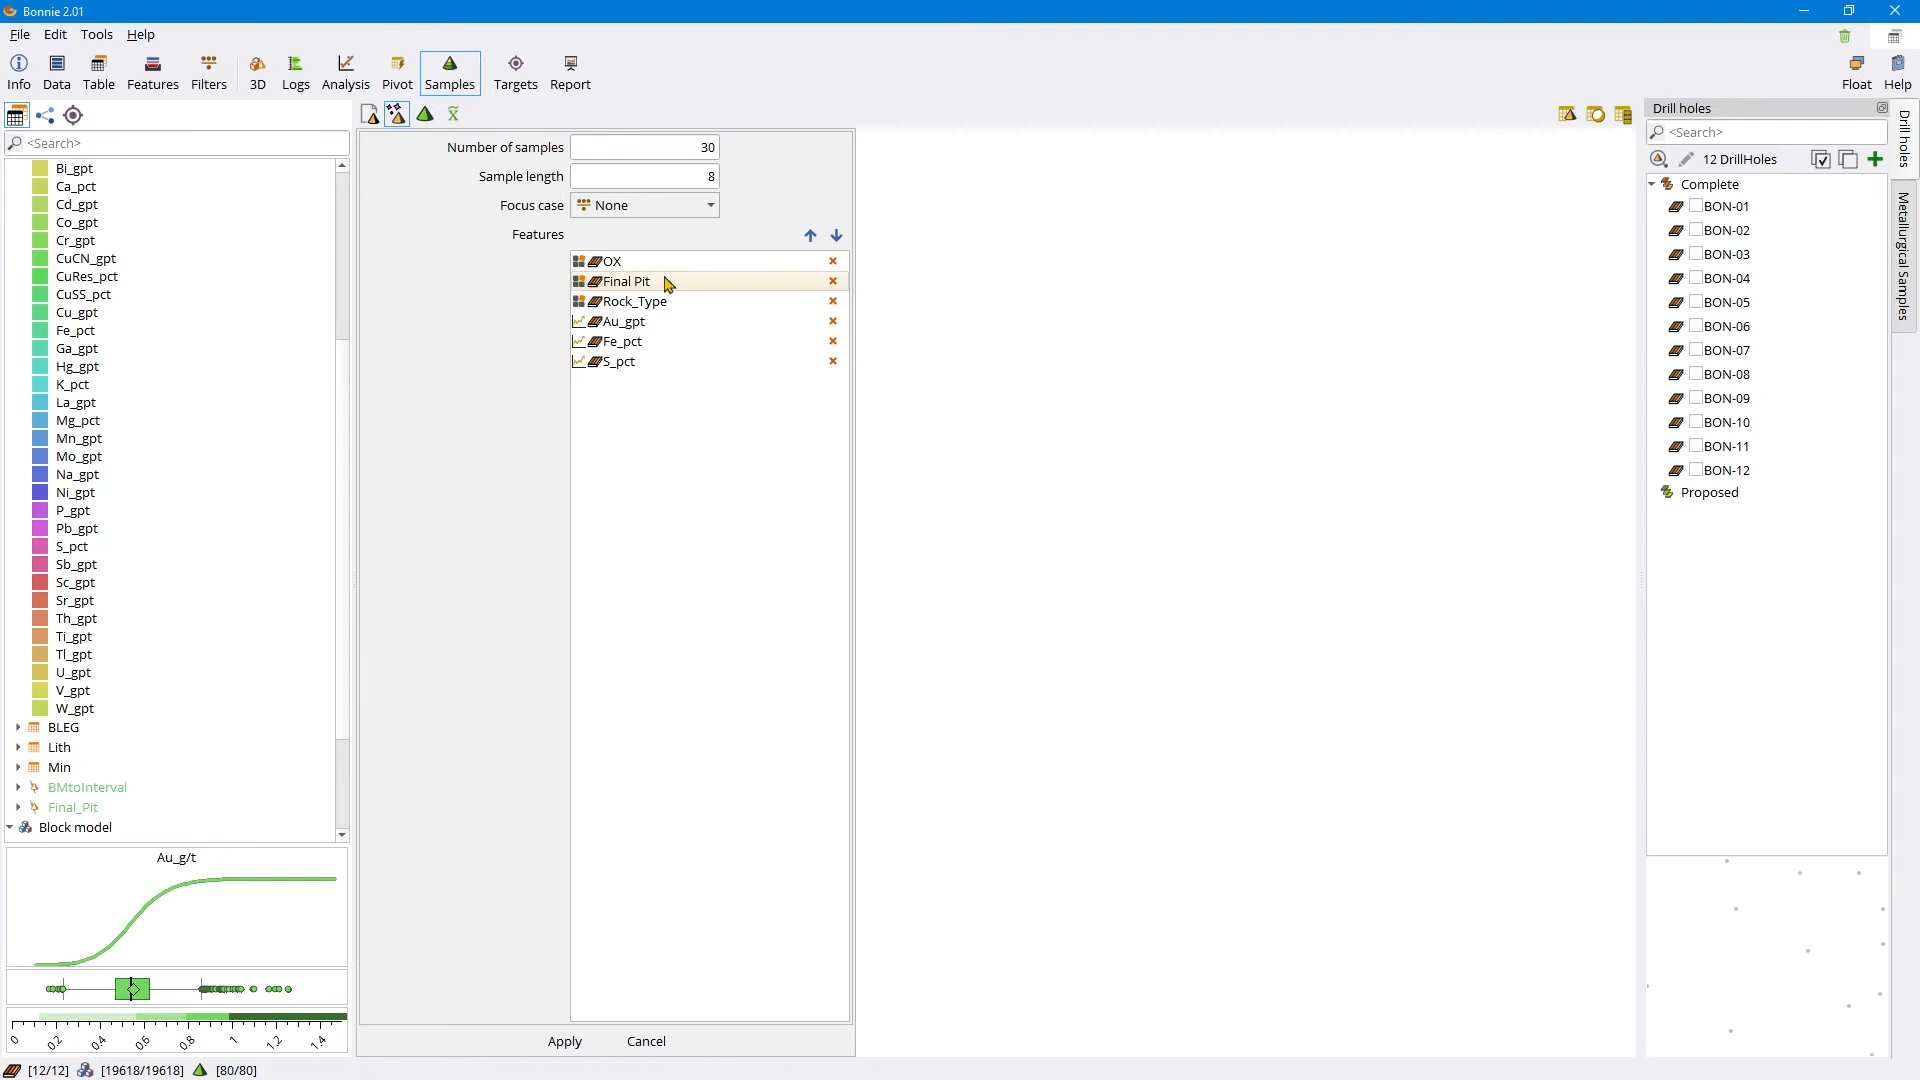 Bonnie 2.01
File Edit Tools Help
Info Data Table Features Filters 3D Logs Analysis Pivot Samples Targets Report Float Help
<Search>
Bi_gpt
Ca_pct
Cd_gpt
Co_gpt
Cr_gpt
CuCN_gpt
CuRes_pct
CuSS_pct
Cu_gpt
Fe_pct
Ga_gpt
Hg_gpt
K_pct
La_gpt
Mg_pct
Mn_gpt
Mo_gpt
Na_gpt
Ni_gpt
P_gpt
Pb_gpt
S_pct
Sb_gpt
Sc_gpt
Sr_gpt
Th_gpt
Ti_gpt
Tl_gpt
U_gpt
V_gpt
W_gpt
BLEG
Lith
Min
BMtoInterval
Final_Pit
Block model
Au_g/t
0 0.2 0.4 0.6 0.8 1 1.2 1.4
Number of samples 30
Sample length 8
Focus case None
Features
OX
Final Pit
Rock_Type
Au_gpt
Fe_pct
S_pct
Apply Cancel
Drill holes
<Search>
12 DrillHoles
Complete
BON-01
BON-02
BON-03
BON-04
BON-05
BON-06
BON-07
BON-08
BON-09
BON-10
BON-11
BON-12
Proposed
Drill holes
Metallurgical Samples
[12/12] [19618/19618] [80/80]